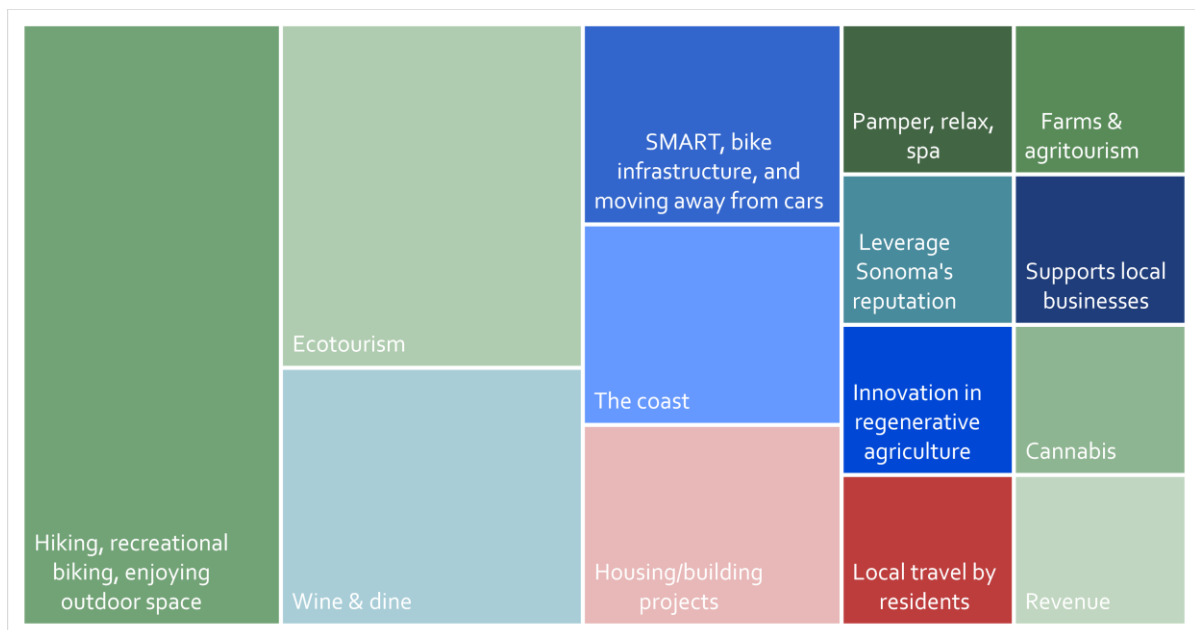 Hiking, recreational
biking, enjoying
outdoor space
Ecotourism
Wine & dine
SMART, bike
infrastructure, and
moving away from cars
The coast
Housing/building
projects
Pamper, relax,
spa
Farms &
agritourism
Leverage
Sonoma's
reputation
Supports local
businesses
Innovation in
regenerative
agriculture
Cannabis
Local travel by
residents
Revenue